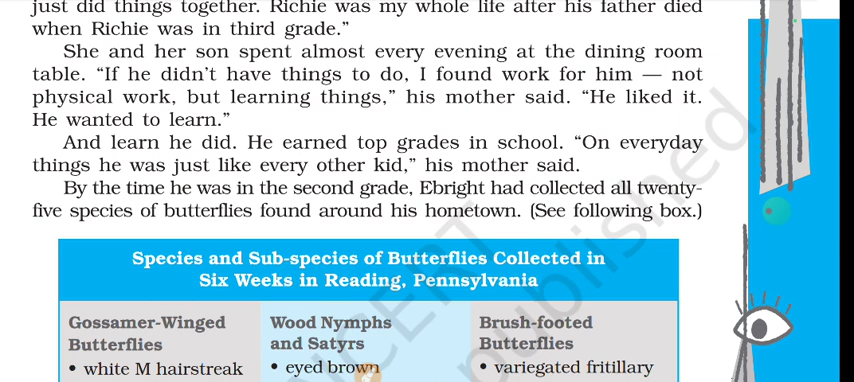 just did things together. Richie was my whole life after his father died
when Richie was in third grade.”
She and her son spent almost every evening at the dining room
table. “If he didn’t have things to do, I found work for him — not
physical work, but learning things,” his mother said. “He liked it.
He wanted to learn.”
And learn he did. He earned top grades in school. “On everyday
things he was just like every other kid,” his mother said.
By the time he was in the second grade, Ebright had collected all twenty-
five species of butterflies found around his hometown. (See following box.)
Species and Sub-species of Butterflies Collected in
Six Weeks in Reading, Pennsylvania
Gossamer-Winged
Butterflies
• white M hairstreak
Wood Nymphs
and Satyrs
• eyed brown
Brush-footed
Butterflies
• variegated fritillary
NCERT
published